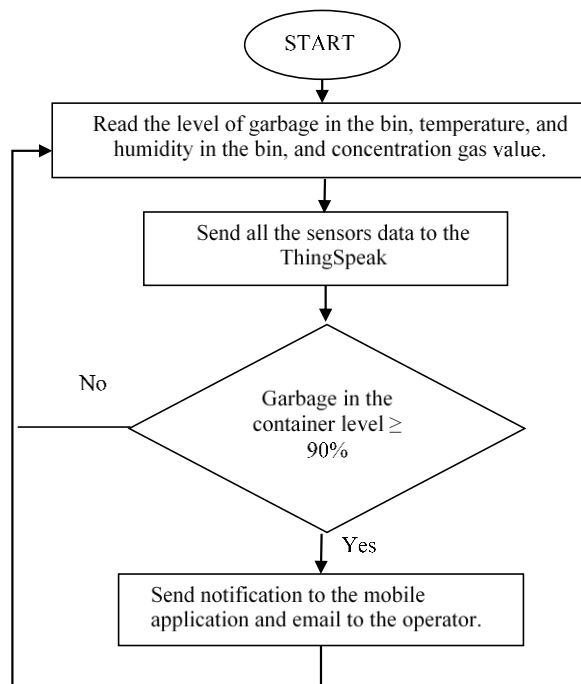 START
Read the level of garbage in the bin, temperature, and
humidity in the bin, and concentration gas value.
Send all the sensors data to the
ThingSpeak
No
Garbage in the
container level ≥
90%
Yes
Send notification to the mobile
application and email to the operator.